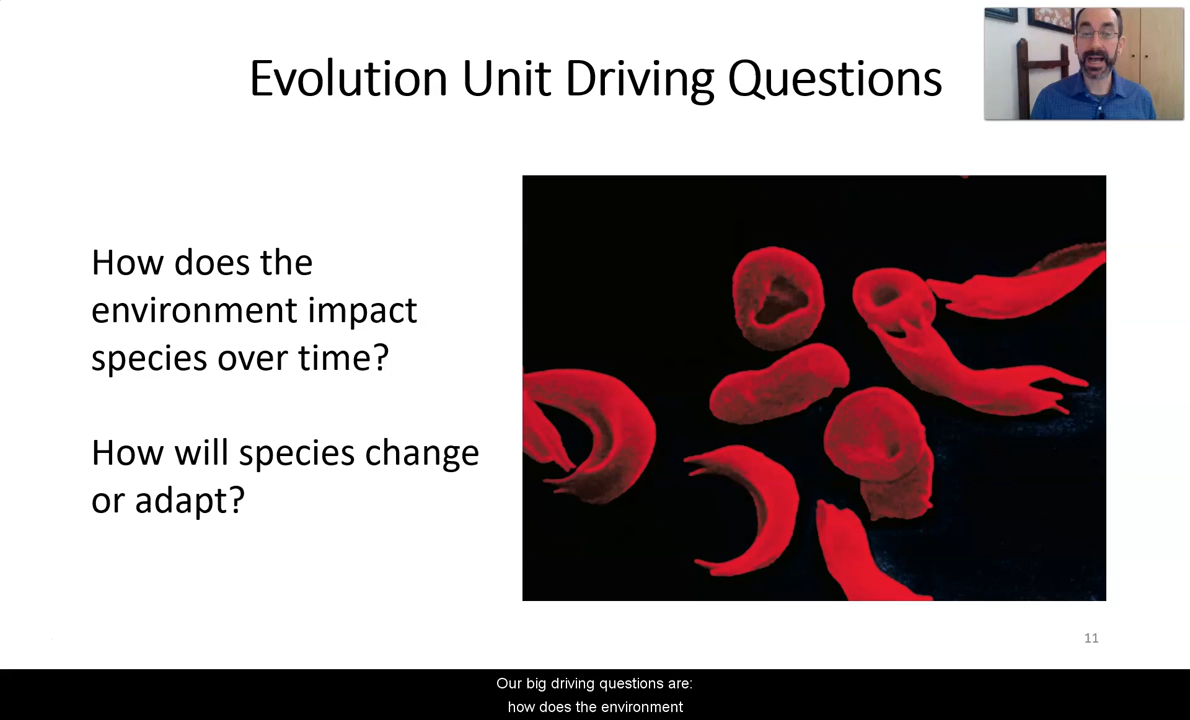 Evolution Unit Driving Questions
How does the
environment impact
species over time?
How will species change
or adapt?
11
Our big driving questions are:
how does the environment